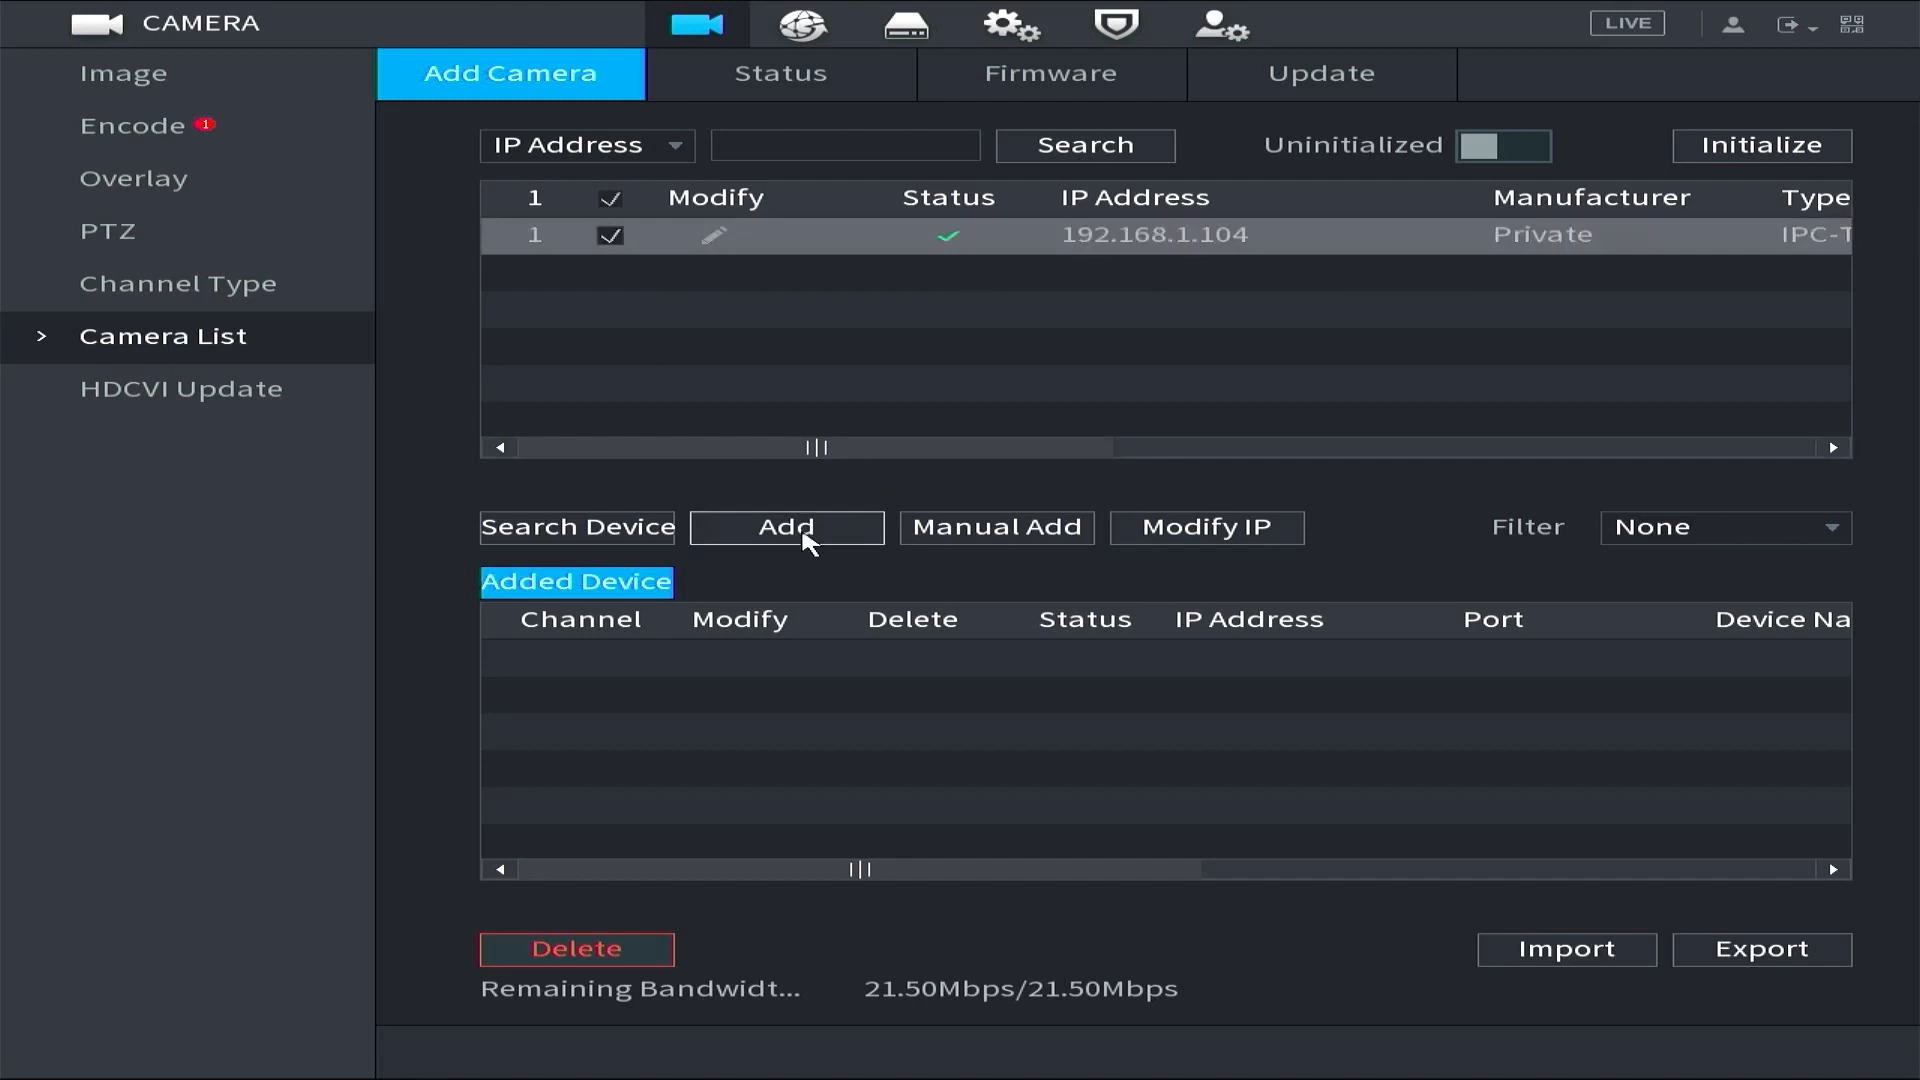 CAMERA LIVE
Image
Encode 1
Overlay
PTZ
Channel Type
> Camera List
HDCVI Update
Add Camera Status Firmware Update
IP Address Search Uninitialized Initialize
1 Modify Status IP Address Manufacturer Type
1 192.168.1.104 Private IPC-T
Search Device Add Manual Add Modify IP Filter None
Added Device
Channel Modify Delete Status IP Address Port Device Na
Delete Import Export
Remaining Bandwidt... 21.50Mbps/21.50Mbps